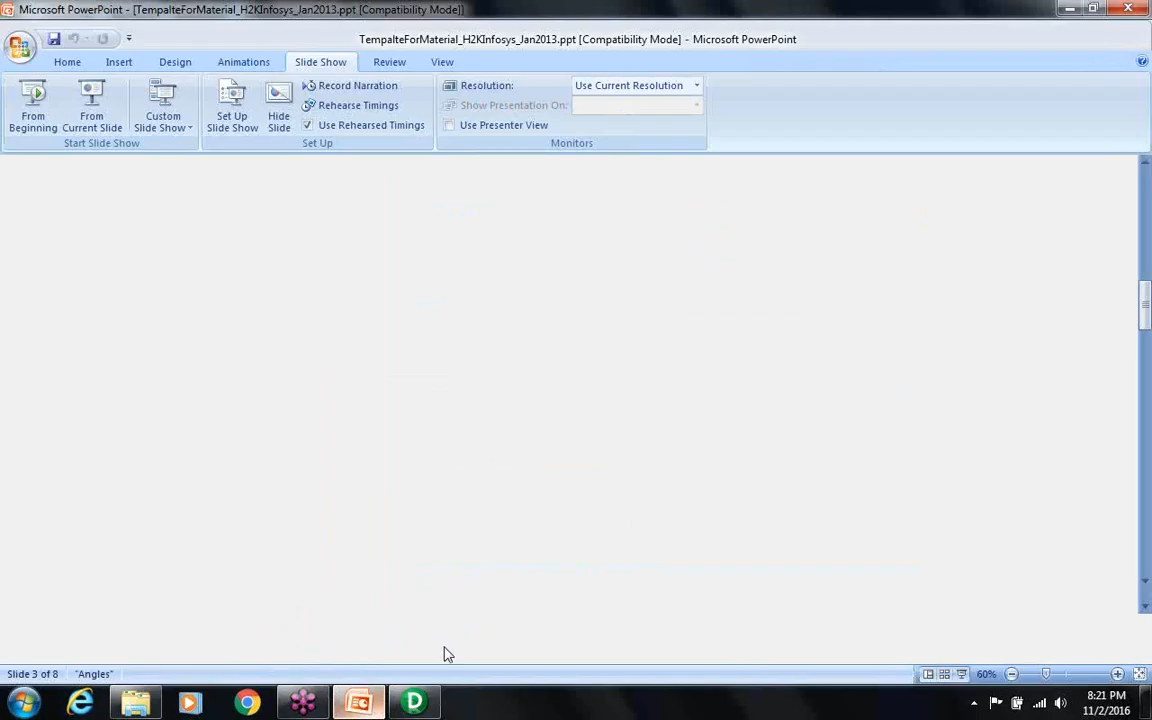 Microsoft PowerPoint - [TempalteForMaterial_H2KInfosys_Jan2013.ppt [Compatibility Mode]]
TempalteForMaterial_H2KInfosys_Jan2013.ppt [Compatibility Mode] - Microsoft PowerPoint
Home Insert Design Animations Slide Show Review View
From Beginning
From Current Slide
Custom Slide Show
Start Slide Show
Set Up Slide Show
Hide Slide
Record Narration
Rehearse Timings
Use Rehearsed Timings
Set Up
Resolution: Use Current Resolution
Show Presentation On:
Use Presenter View
Monitors
Slide 3 of 8 "Angles" 60%
8:21 PM
11/2/2016